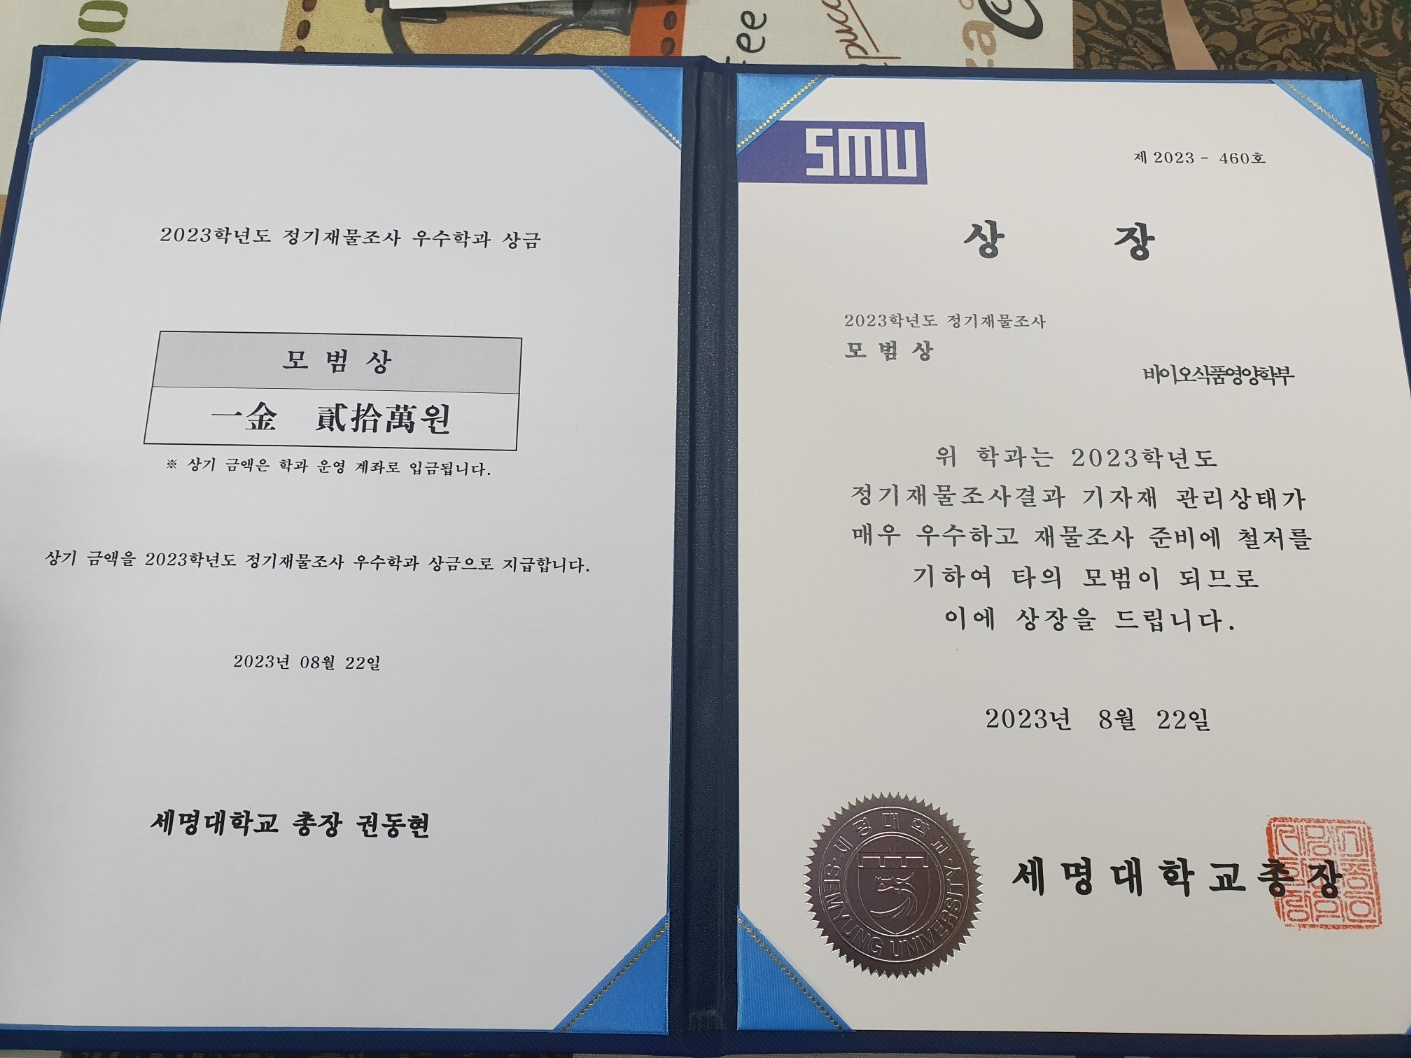 2023학년도 정기재물조사 우수학과 상금
모 범 상
一金 貳拾萬원
※ 상기 금액은 학과 운영 계좌로 입금됩니다.
상기 금액을 2023학년도 정기재물조사 우수학과 상금으로 지급합니다.
2023년 08월 22일
세명대학교 총장 권동현
SMU
제 2023 - 460호
상 장
2023학년도 정기재물조사
모 범 상
바이오식품영양학부
위 학과는 2023학년도
정기재물조사결과 기자재 관리상태가
매우 우수하고 재물조사 준비에 철저를
기하여 타의 모범이 되므로
이에 상장을 드립니다.
2023년 8월 22일
세명대학교
SEMYUNG UNIVERSITY
세명대학교총장